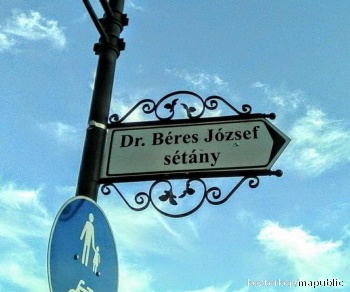 Dr. Béres József
sétány